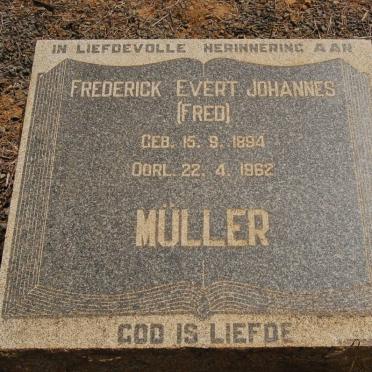 IN LIEFDEVOLLE HERINNERING AAN
FREDERICK EVERT JOHANNES
(FRED)
GEB. 15. 9. 1894
OORL. 22. 4. 1962
MÜLLER
GOD IS LIEFDE